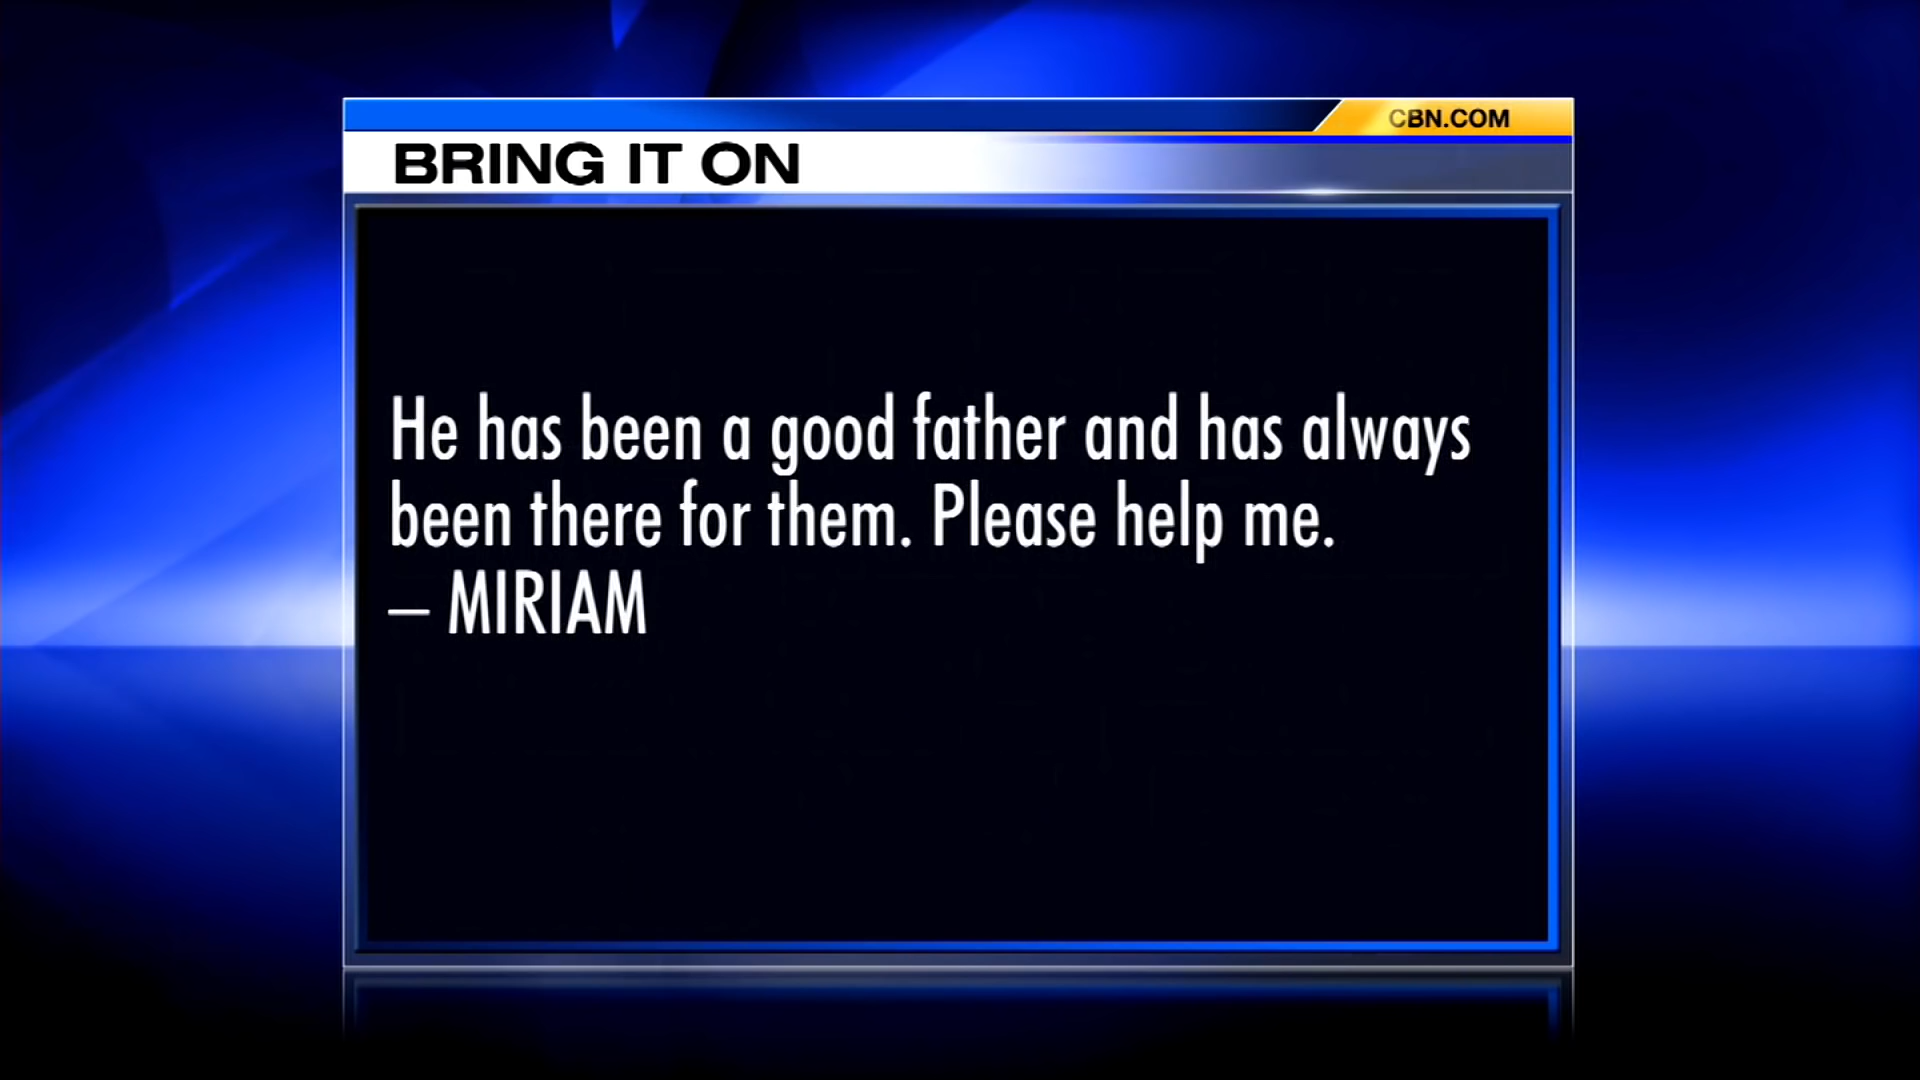 CBN.COM
BRING IT ON
He has been a good father and has always
been there for them. Please help me.
– MIRIAM